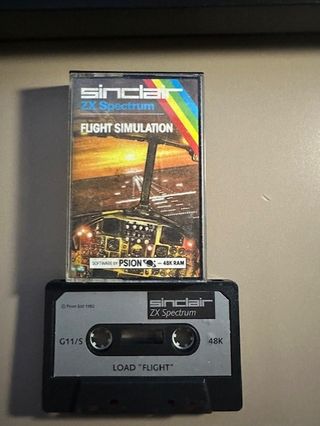 sinclair
ZX Spectrum
FLIGHT SIMULATION
SOFTWARE BY PSION — 48K RAM
© Psion Ltd 1982
sinclair
ZX Spectrum
G11/S
48K
LOAD "FLIGHT"